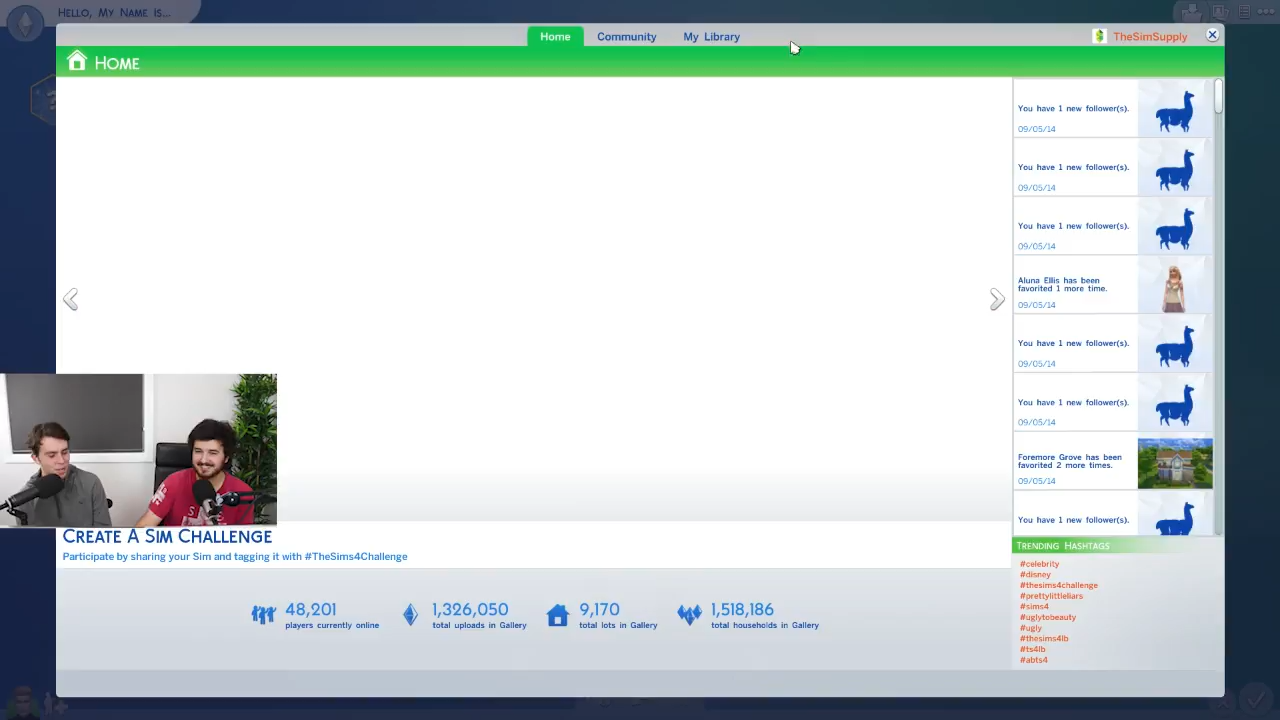 Hello, My Name is...
Home
Community
My Library
TheSimSupply
Home
You have 1 new follower(s).
09/05/14
You have 1 new follower(s).
09/05/14
You have 1 new follower(s).
09/05/14
Aluna Ellis has been
favorited 1 more time.
09/05/14
You have 1 new follower(s).
09/05/14
You have 1 new follower(s).
09/05/14
Foremore Grove has been
favorited 2 more times.
09/05/14
You have 1 new follower(s).
Create A Sim Challenge
Participate by sharing your Sim and tagging it with #TheSims4Challenge
48,201
players currently online
1,326,050
total uploads in Gallery
9,170
total lots in Gallery
1,518,186
total households in Gallery
Trending Hashtags
#celebrity
#disney
#thesims4challenge
#prettylittleliars
#sims4
#uglytobeauty
#ugly
#thesims4lb
#ts4lb
#abts4